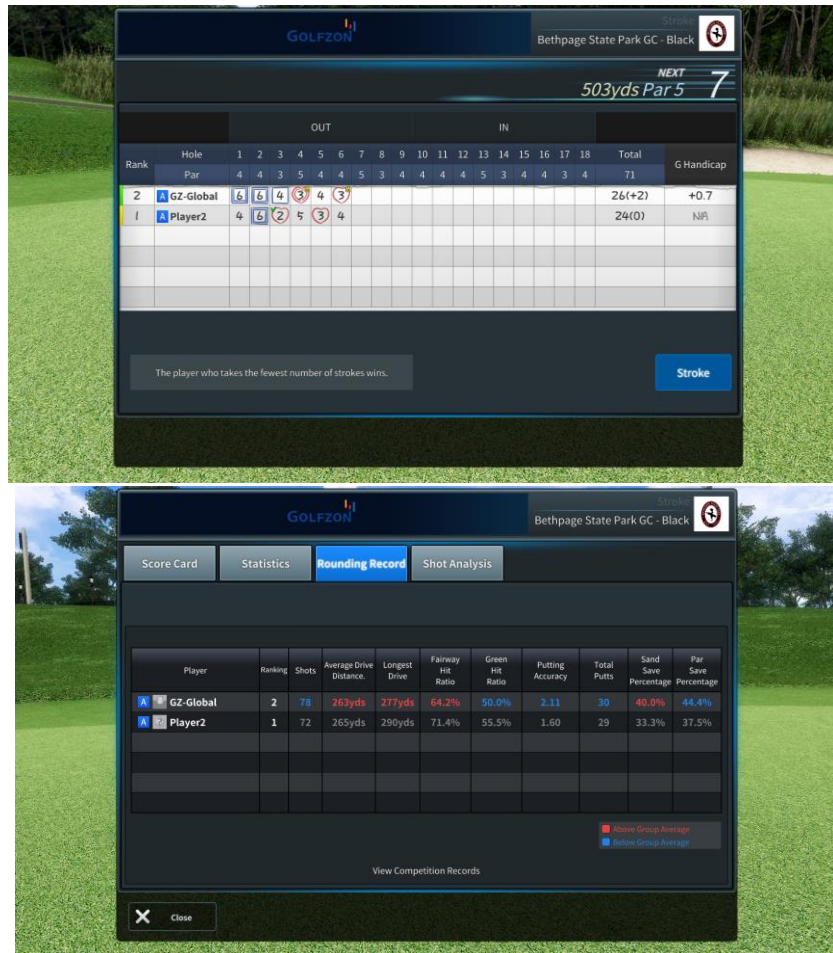 GOLFZON
Stroke
Bethpage State Park GC - Black
NEXT
503yds Par 5 7
OUT IN
Rank Hole 1 2 3 4 5 6 7 8 9 10 11 12 13 14 15 16 17 18 Total G Handicap
Par 4 4 3 5 4 4 5 3 4 4 4 4 5 3 4 4 3 4 71
2 A GZ-Global 6 6 4 3 4 3 26(+2) +0.7
1 A Player2 4 6 2 5 3 4 24(0) N/A
The player who takes the fewest number of strokes wins.
Stroke
GOLFZON
Stroke
Bethpage State Park GC - Black
Score Card Statistics Rounding Record Shot Analysis
Player Ranking Shots Average Drive Distance. Longest Drive Fairway Hit Ratio Green Hit Ratio Putting Accuracy Total Putts Sand Save Percentage Par Save Percentage
A GZ-Global 2 78 263yds 277yds 64.2% 50.0% 2.11 30 40.0% 44.4%
A Player2 1 72 265yds 290yds 71.4% 55.5% 1.60 29 33.3% 37.5%
Above Group Average
Below Group Average
View Competition Records
X Close